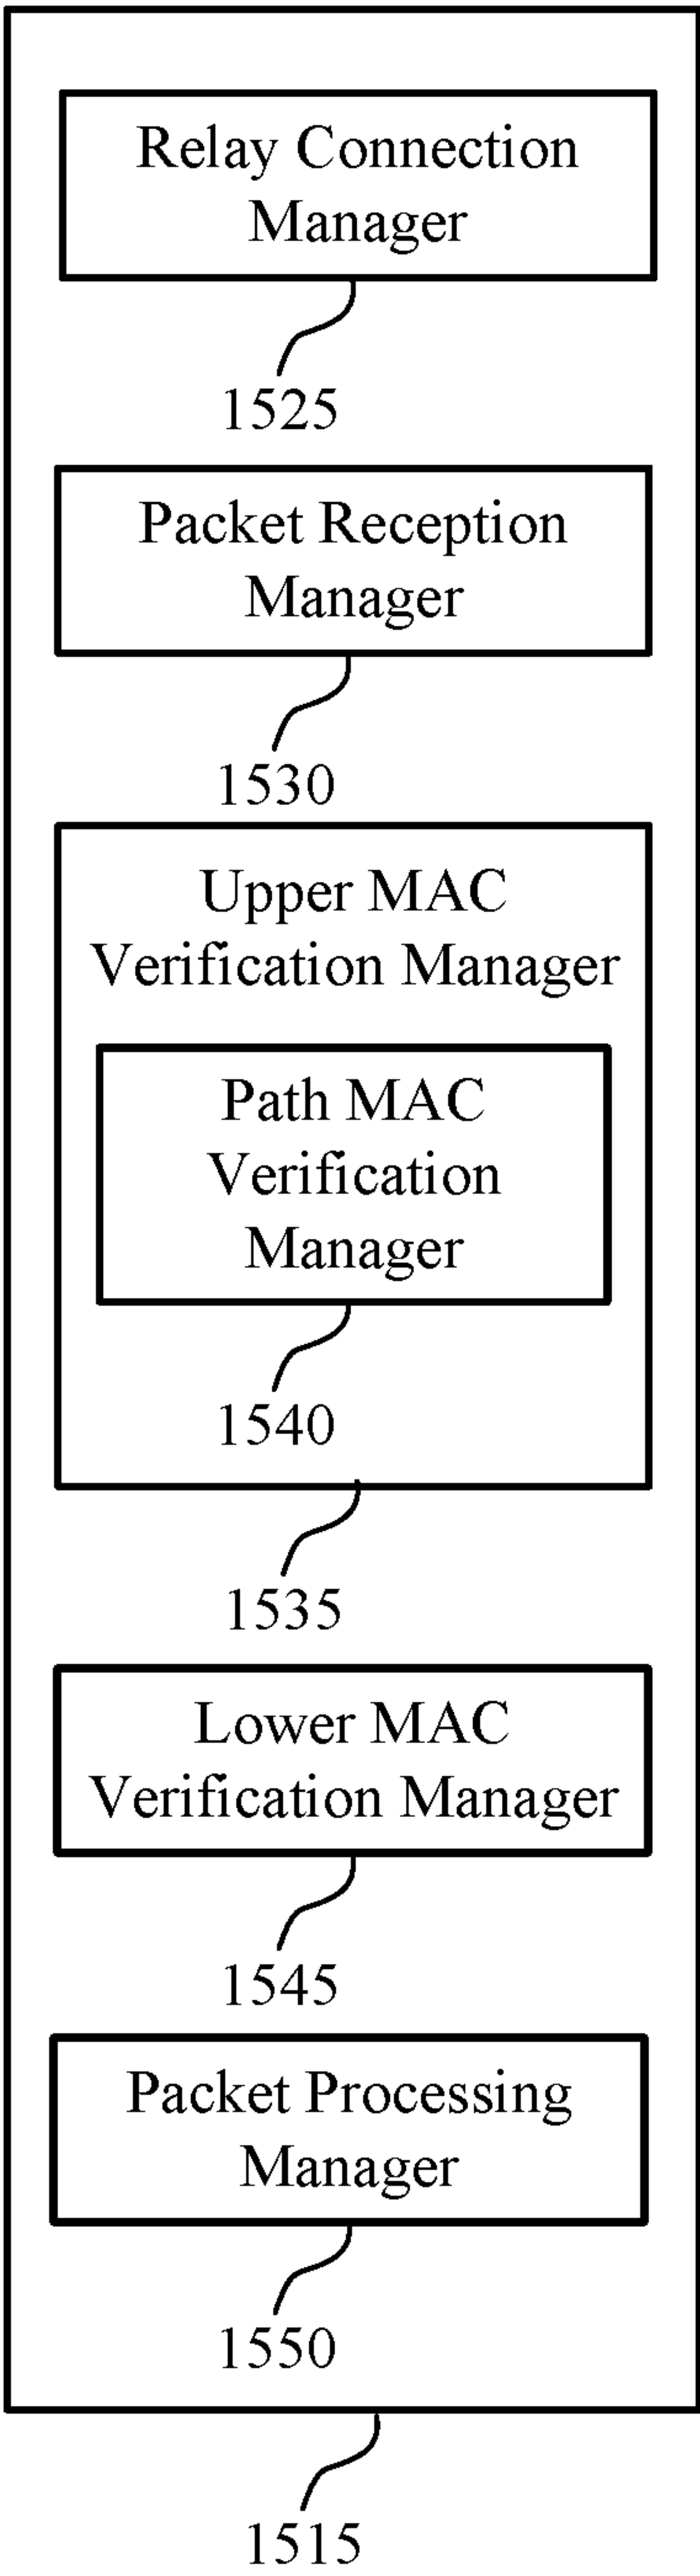 Relay Connection
Manager
1525
Packet Reception
Manager
1530
Upper MAC
Verification Manager
Path MAC
Verification
Manager
1540
1535
Lower MAC
Verification Manager
1545
Packet Processing
Manager
1550
1515